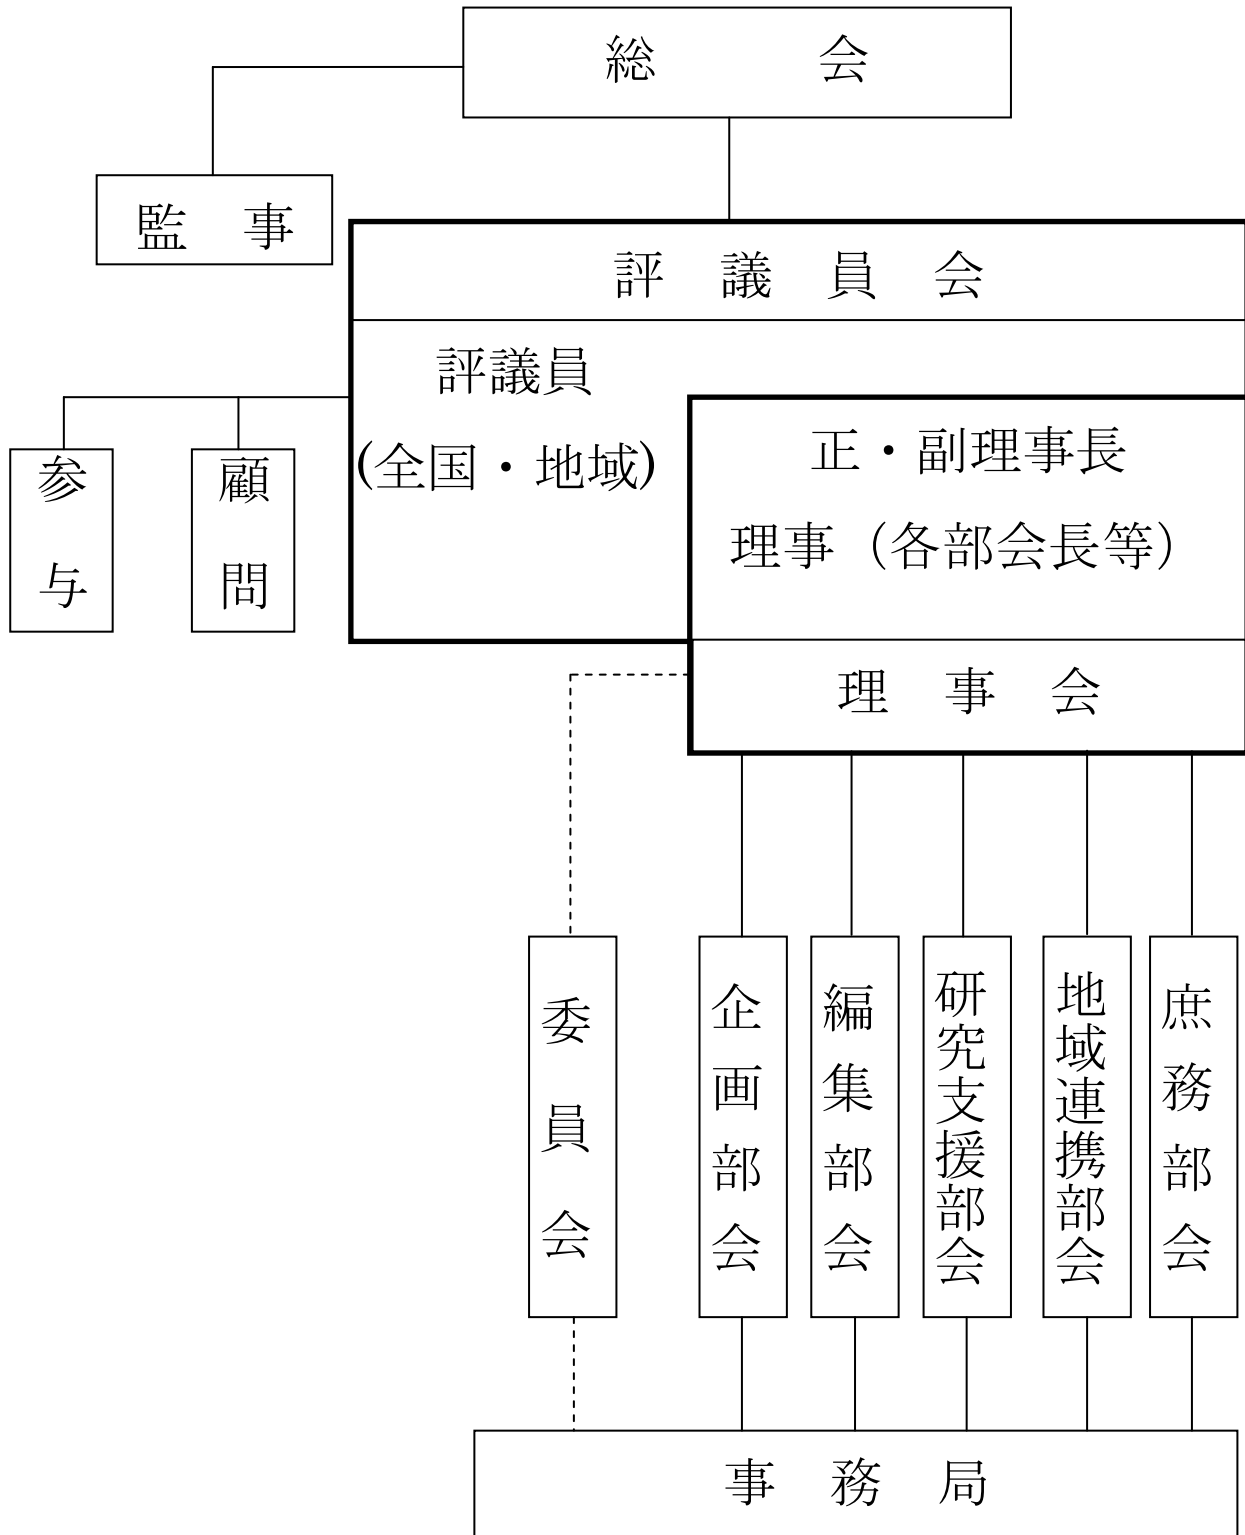 総会
監事
評議員会
評議員
(全国・地域)
正・副理事長
理事（各部会長等）
参与
顧問
理事会
委員会
企画部会
編集部会
研究支援部会
地域連携部会
庶務部会
事務局